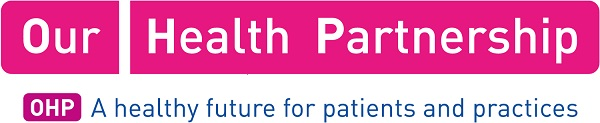 Our Health Partnership
OHP A healthy future for patients and practices